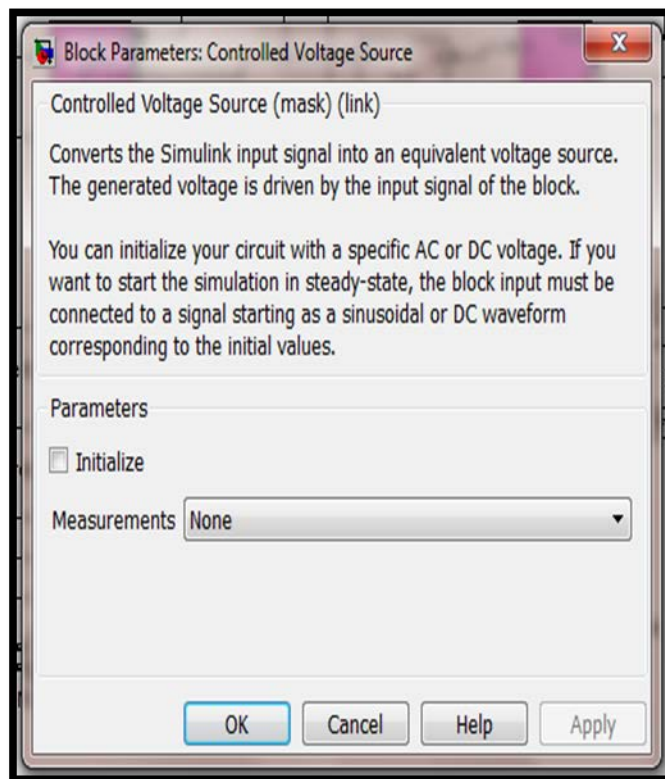 Block Parameters: Controlled Voltage Source
Controlled Voltage Source (mask) (link)
Converts the Simulink input signal into an equivalent voltage source.
The generated voltage is driven by the input signal of the block.
You can initialize your circuit with a specific AC or DC voltage. If you
want to start the simulation in steady-state, the block input must be
connected to a signal starting as a sinusoidal or DC waveform
corresponding to the initial values.
Parameters
Initialize
Measurements None
OK Cancel Help Apply